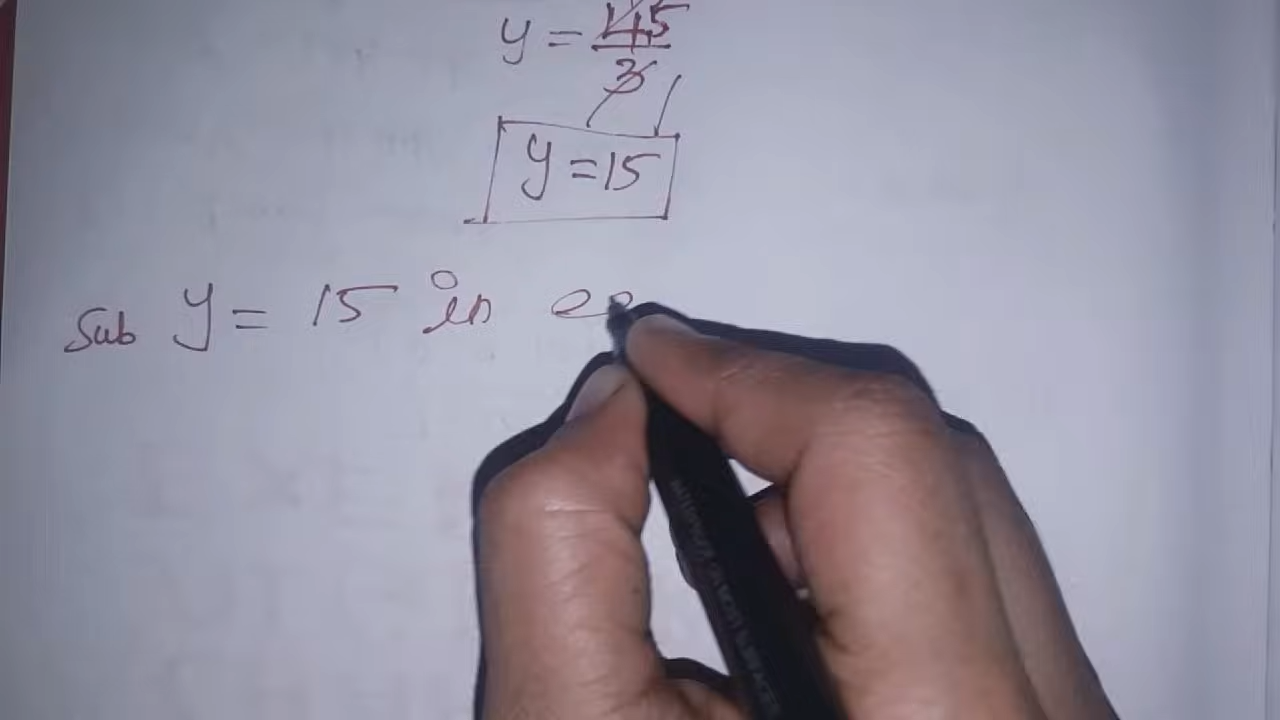 y = 45
3
y = 15
Sub y = 15 in